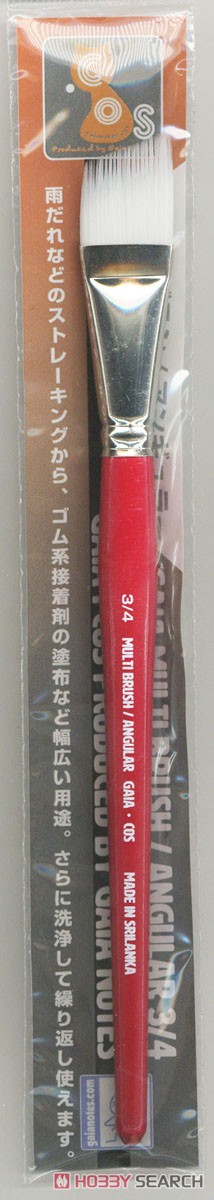 COS
Produced by Gaia
雨だれなどのストレーキングから、ゴム系接着剤の塗布など幅広い用途。さらに洗浄して繰り返し使えます。
3/4 MULTI BRUSH / ANGULAR GAIA・COS MADE IN SRILANKA
GAIA MULTI BRUSH / ANGULAR 3/4
PRODUCED BY GAIA NOTES
gaianotes.com
HOBBY SEARCH